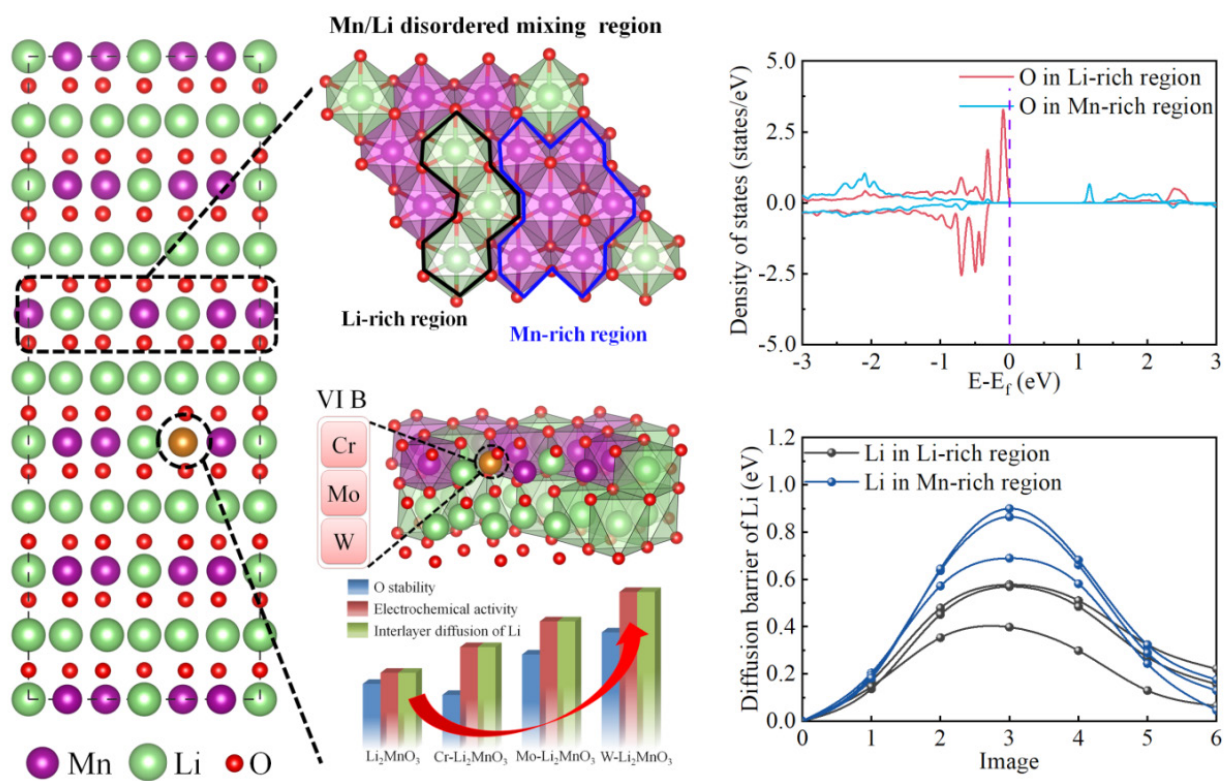 Mn/Li disordered mixing region
Li-rich region
Mn-rich region
VI B
Cr
Mo
W
O stability
Electrochemical activity
Interlayer diffusion of Li
Li₂MnO₃
Cr-Li₂MnO₃
Mo-Li₂MnO₃
W-Li₂MnO₃
Mn
Li
O
5.0
2.5
0.0
-2.5
-5.0
Density of states (states/eV)
O in Li-rich region
O in Mn-rich region
-3
-2
-1
0
1
2
3
E-E_f (eV)
1.2
1.0
0.8
0.6
0.4
0.2
0.0
Diffusion barrier of Li (eV)
Li in Li-rich region
Li in Mn-rich region
0
1
2
3
4
5
6
Image